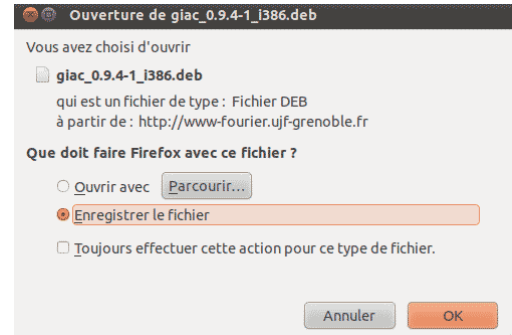 Ouverture de giac_0.9.4-1_i386.deb
Vous avez choisi d'ouvrir
giac_0.9.4-1_i386.deb
qui est un fichier de type : Fichier DEB
à partir de : http://www-fourier.ujf-grenoble.fr
Que doit faire Firefox avec ce fichier ?
Ouvrir avec Parcourir...
Enregistrer le fichier
Toujours effectuer cette action pour ce type de fichier.
Annuler OK